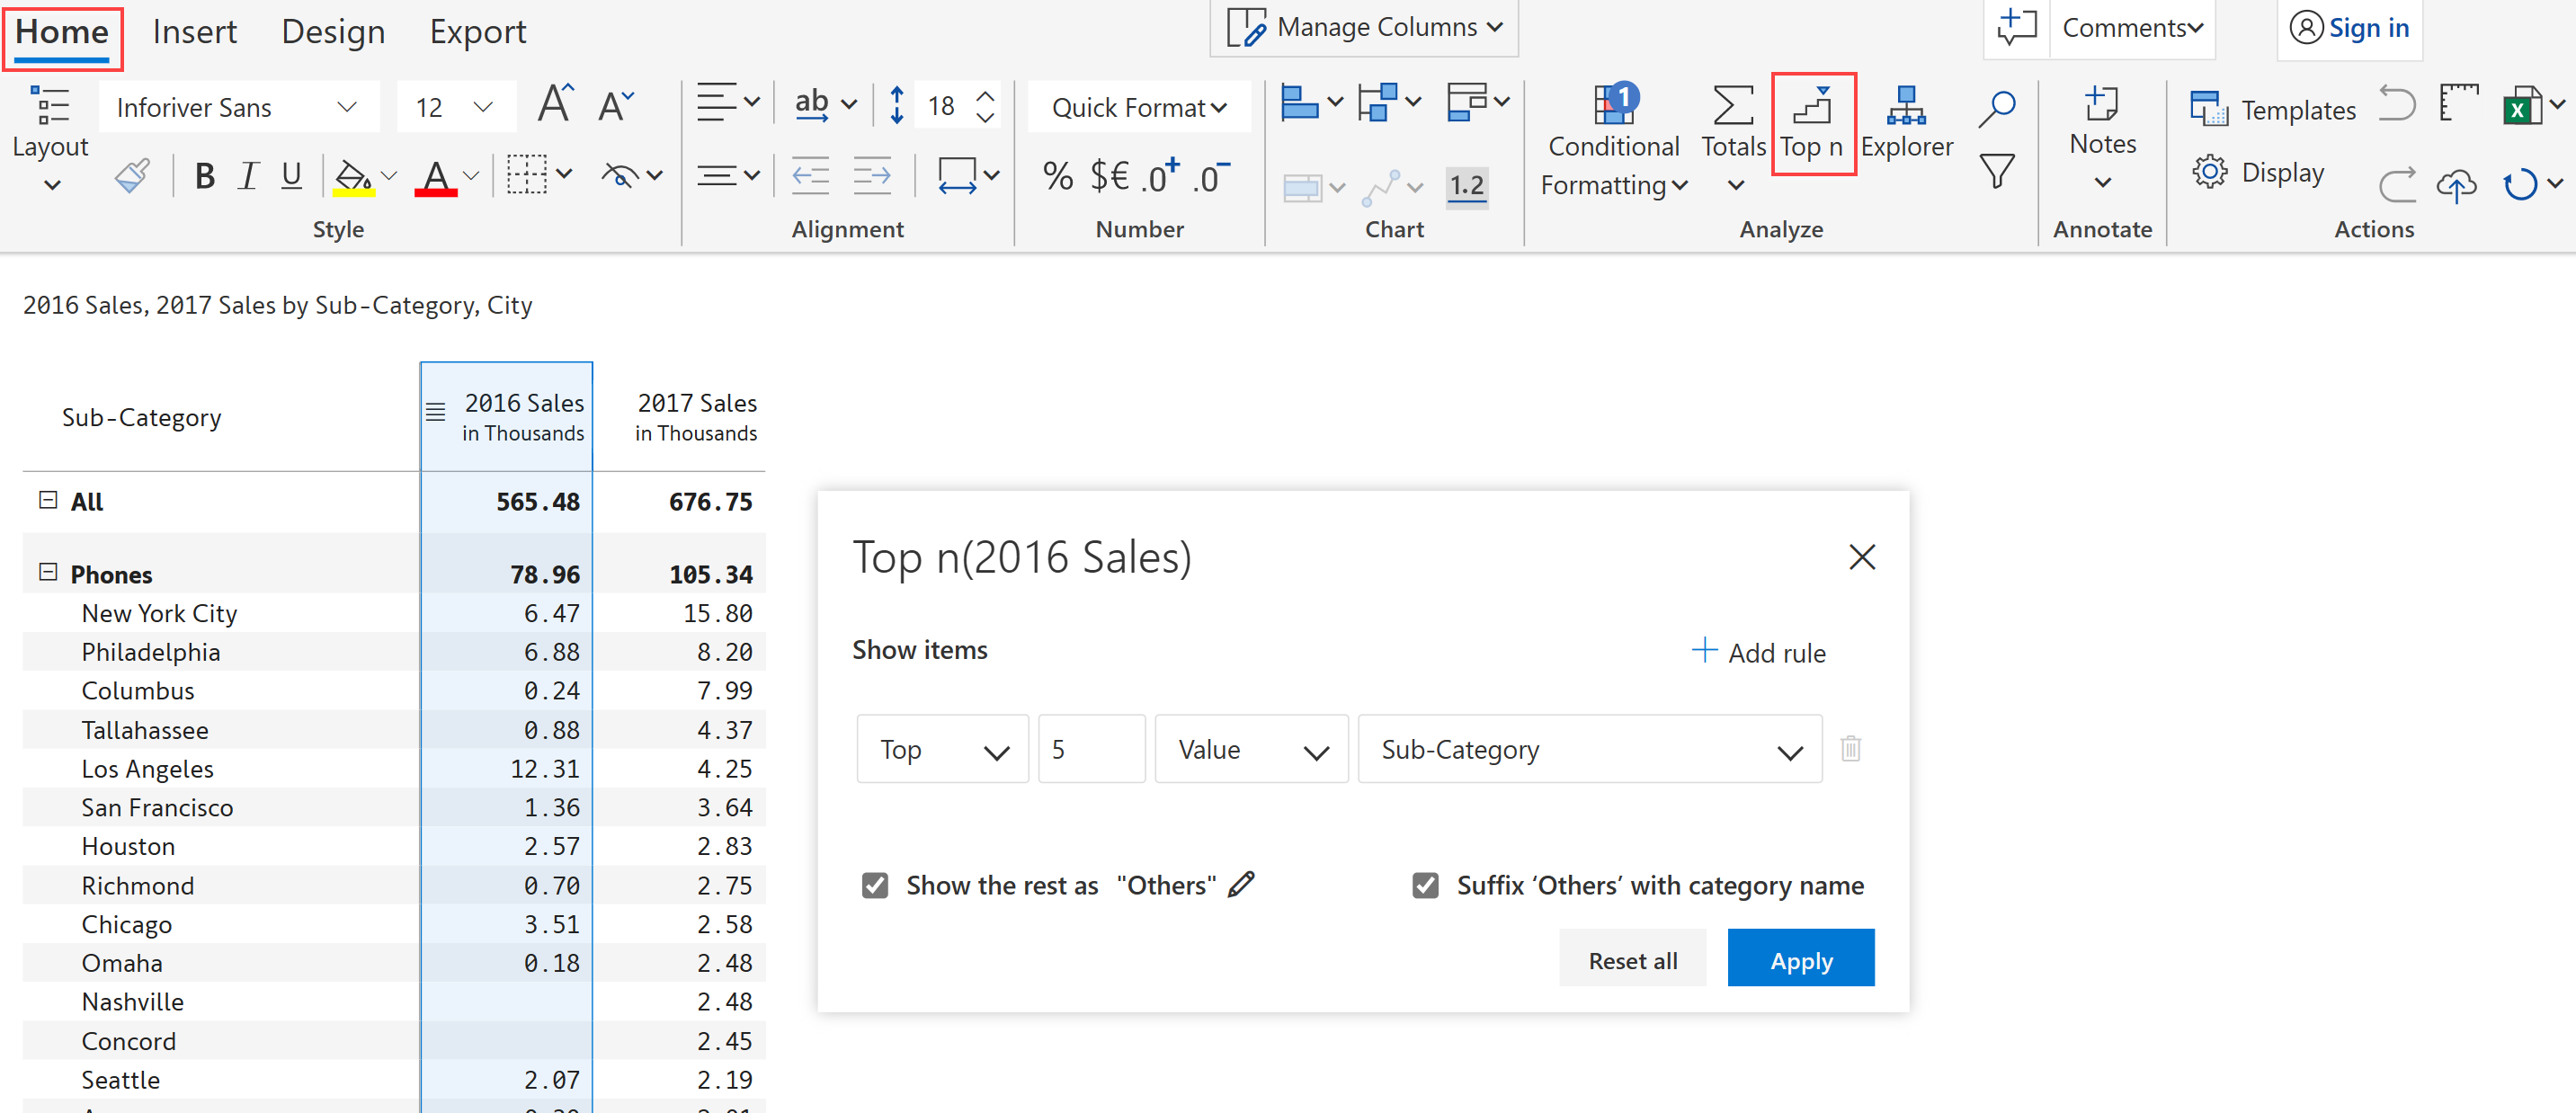 Home Insert Design Export Manage Columns Comments Sign in
Inforiver Sans 12 ab 18 Quick Format 1
Layout Conditional Totals Top n Explorer Templates X Notes
B I U A % $€ .0+ .0- 1.2 Formatting Display
Style Alignment Number Chart Analyze Annotate Actions
2016 Sales, 2017 Sales by Sub-Category, City
Sub-Category 2016 Sales 2017 Sales
in Thousands in Thousands
All 565.48 676.75
Phones 78.96 105.34
New York City 6.47 15.80
Philadelphia 6.88 8.20
Columbus 0.24 7.99
Tallahassee 0.88 4.37
Los Angeles 12.31 4.25
San Francisco 1.36 3.64
Houston 2.57 2.83
Richmond 0.70 2.75
Chicago 3.51 2.58
Omaha 0.18 2.48
Nashville 2.48
Concord 2.45
Seattle 2.07 2.19
Top n(2016 Sales)
Show items Add rule
Top 5 Value Sub-Category
Show the rest as "Others" Suffix ‘Others’ with category name
Reset all Apply